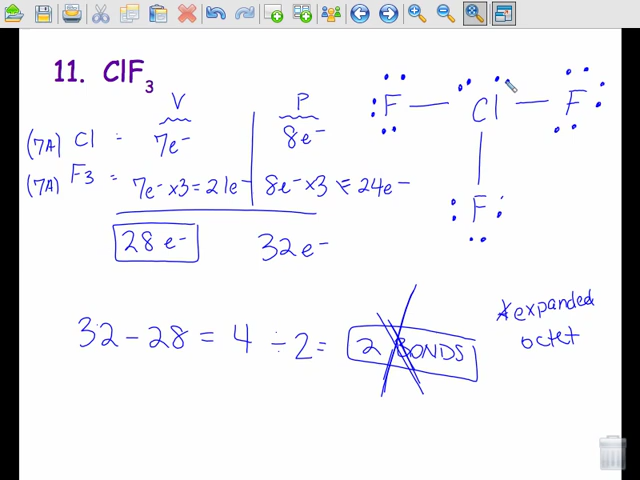 11. ClF3
V P
(7A) Cl = 7e- 8e-
(7A) F3 = 7e- x3 = 21e- 8e- x3 = 24e-
28 e- 32e-
32 - 28 = 4 ÷ 2 = 2 BONDS
*expanded
octet
F — Cl — F
F